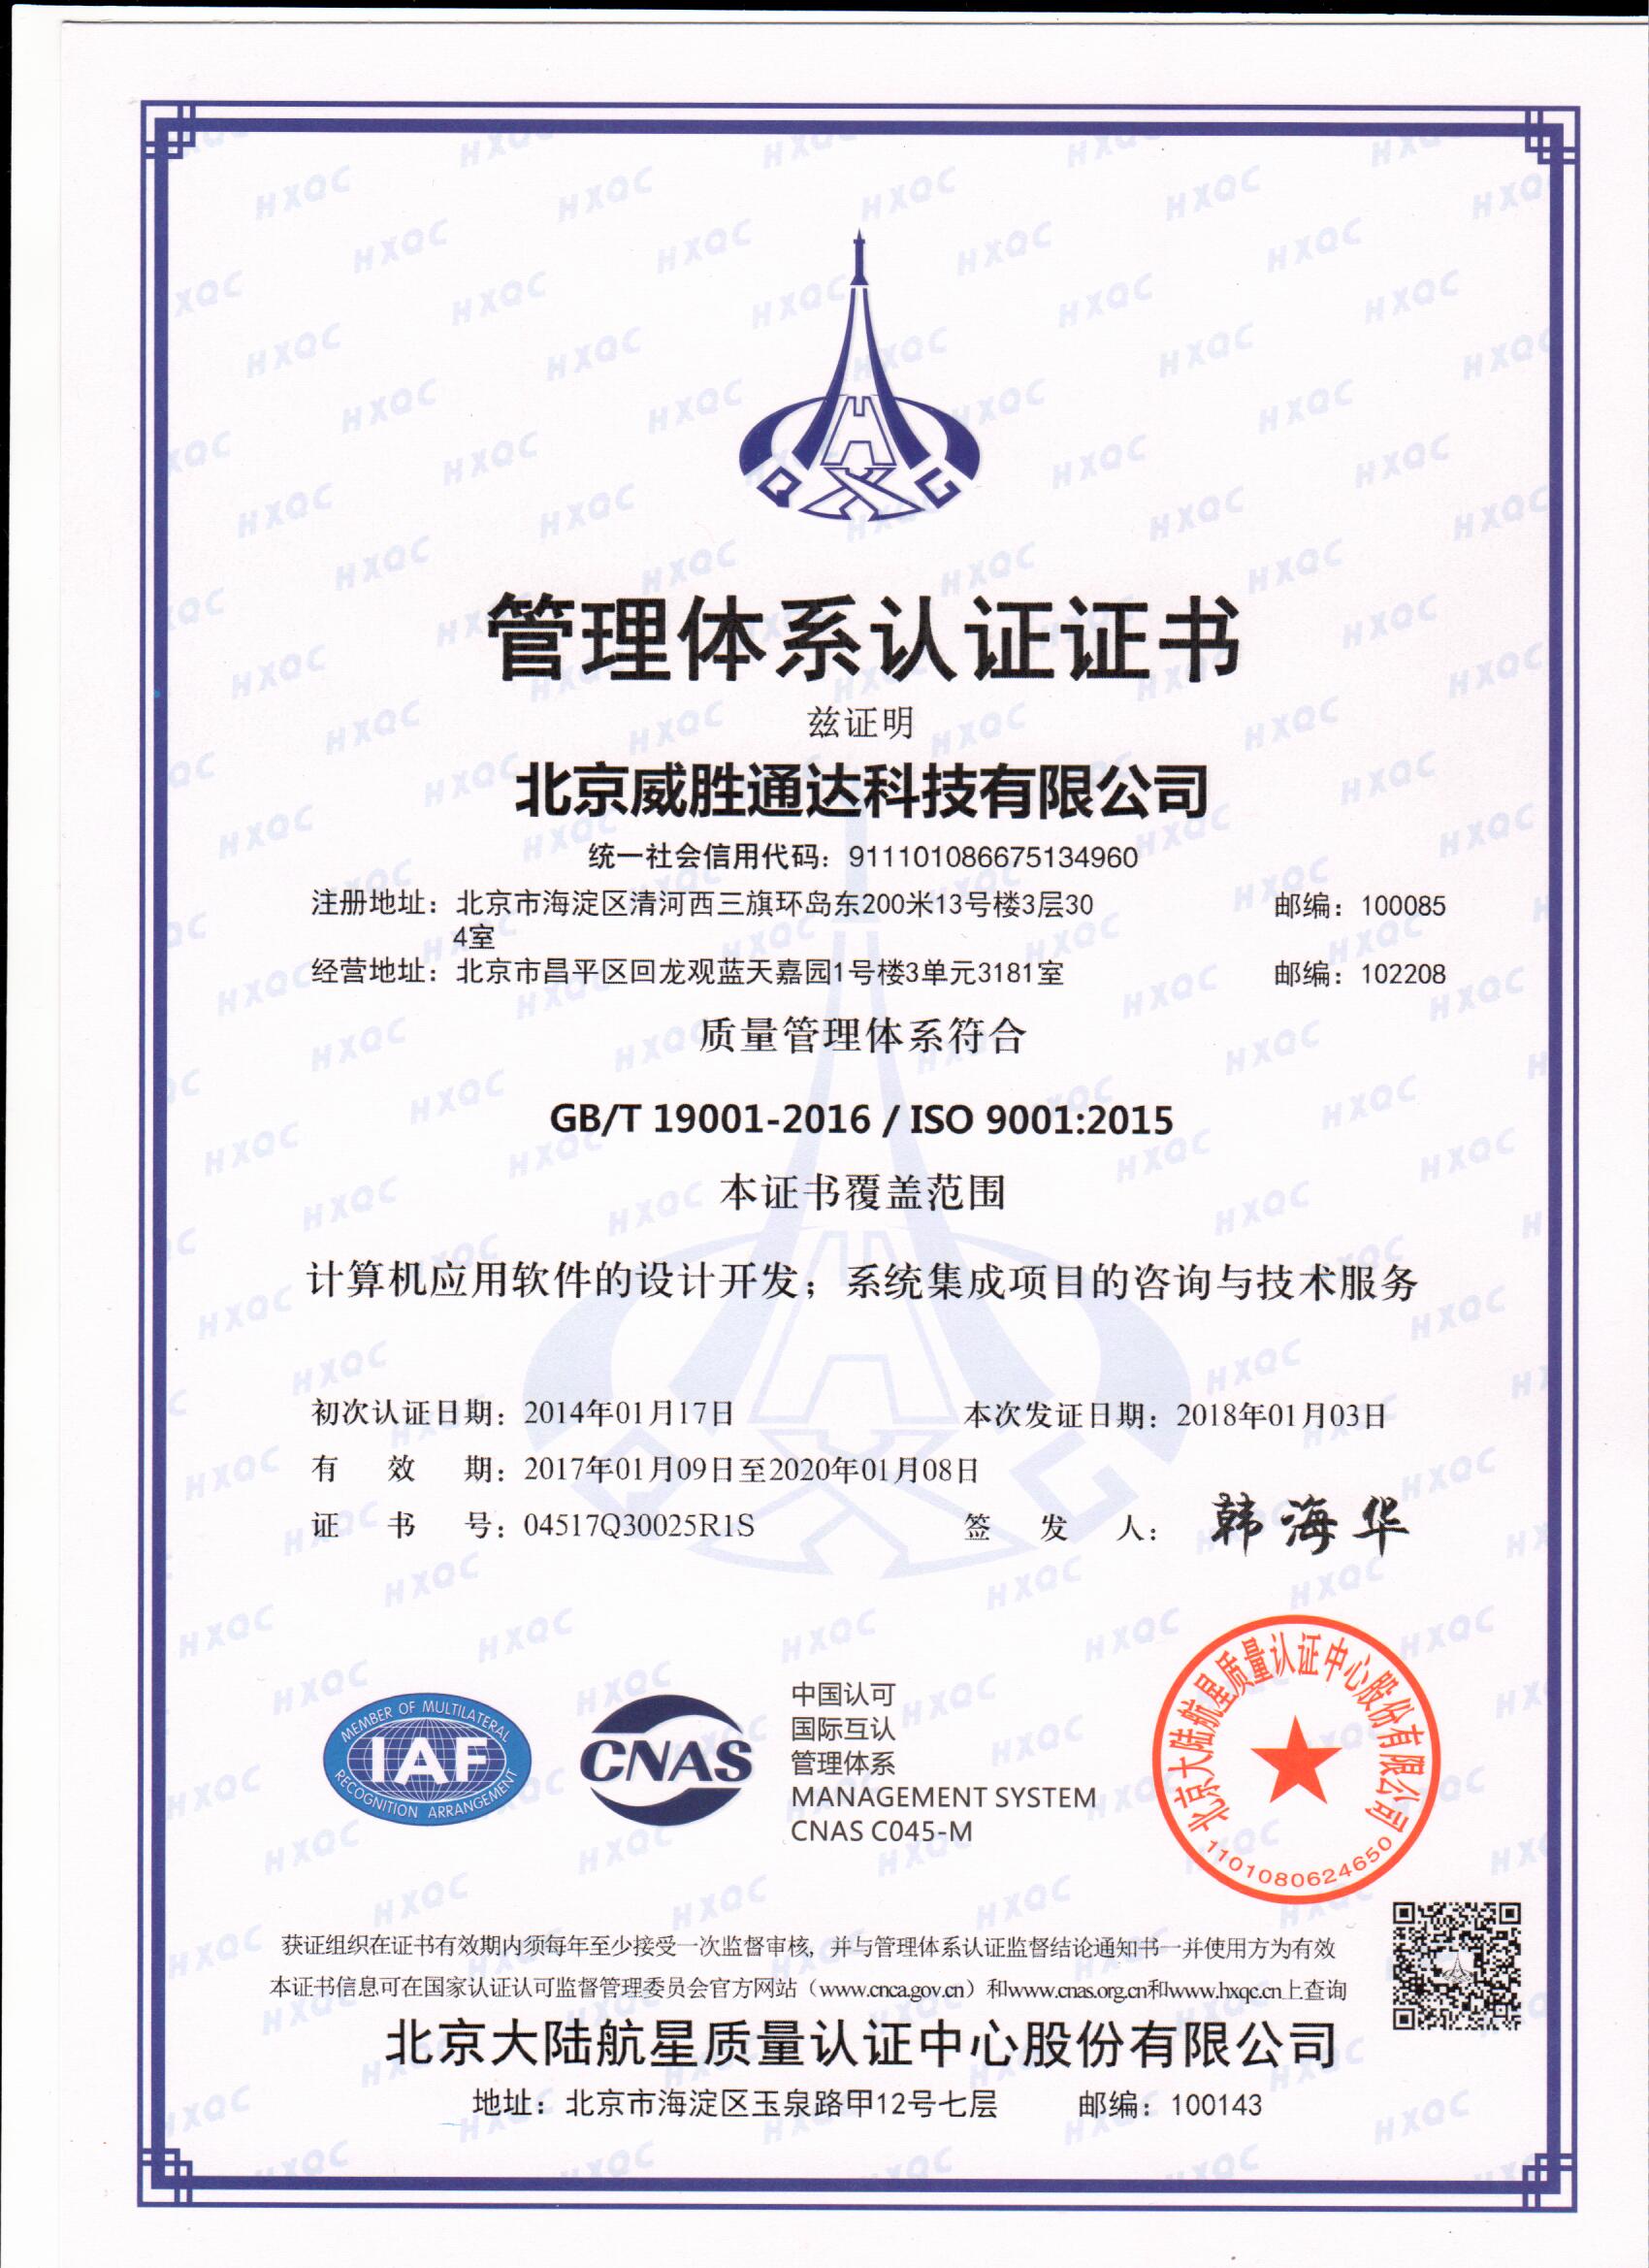 管理体系认证证书
兹证明
北京威胜通达科技有限公司
统一社会信用代码：911101086675134960
注册地址：北京市海淀区清河西三旗环岛东200米13号楼3层30 邮编：100085
4室
经营地址：北京市昌平区回龙观蓝天嘉园1号楼3单元3181室 邮编：102208
质量管理体系符合
GB/T 19001-2016 / ISO 9001:2015
本证书覆盖范围
计算机应用软件的设计开发；系统集成项目的咨询与技术服务
初次认证日期：2014年01月17日 本次发证日期：2018年01月03日
有效期：2017年01月09日至2020年01月08日
证书号：04517Q30025R1S 签发人：韩海华
MEMBER OF MULTILATERAL
IAF
RECOGNITION ARRANGEMENT
CNAS
中国认可
国际互认
管理体系
MANAGEMENT SYSTEM
CNAS C045-M
北京大陆航星质量认证中心股份有限公司
1101080624650
获证组织在证书有效期内须每年至少接受一次监督审核，并与管理体系认证监督结论通知书一并使用方为有效
本证书信息可在国家认证认可监督管理委员会官方网站（www.cnca.gov.cn）和www.cnas.org.cn和www.hxqc.cn上查询
北京大陆航星质量认证中心股份有限公司
地址：北京市海淀区玉泉路甲12号七层 邮编：100143
HXQC